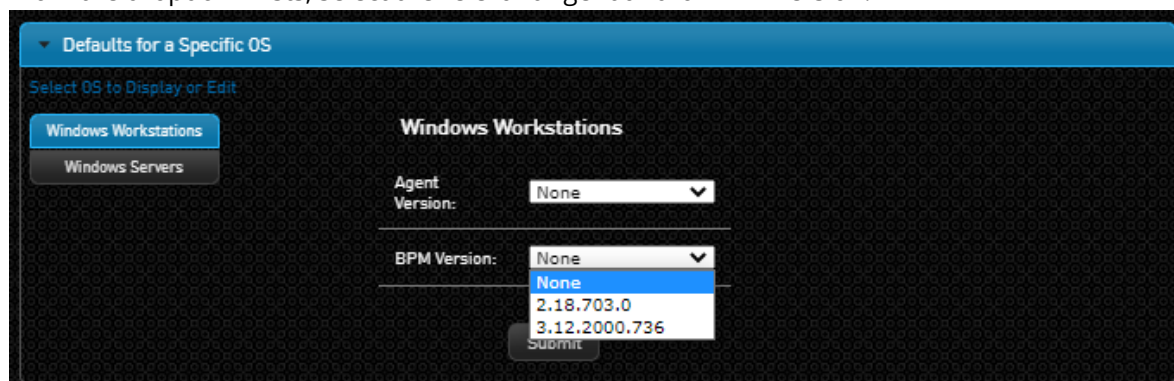 Defaults for a Specific OS
Select OS to Display or Edit
Windows Workstations
Windows Servers
Windows Workstations
Agent
Version:
None
BPM Version:
None
None
2.18.703.0
3.12.2000.736
Submit